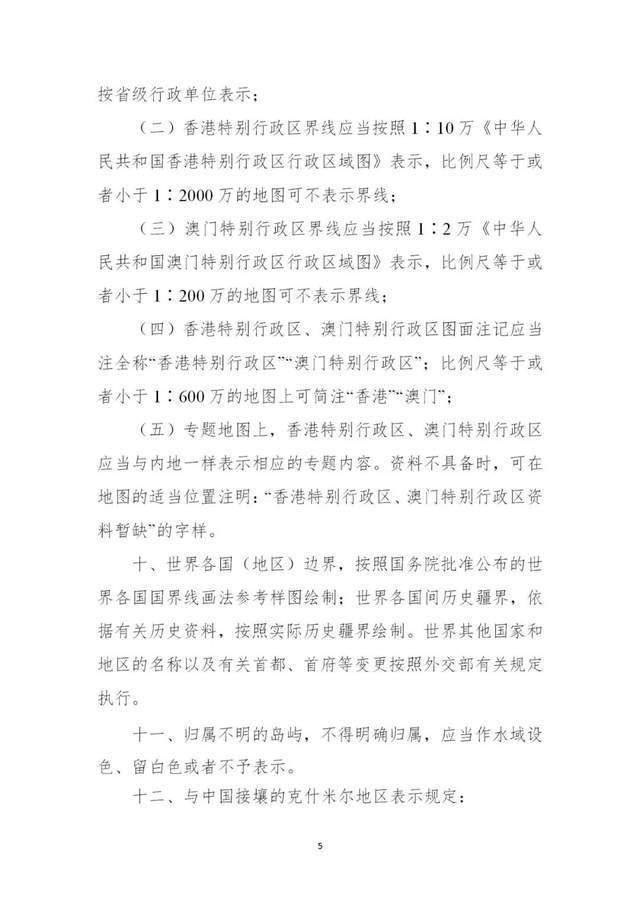 按省级行政单位表示；
（二）香港特别行政区界线应当按照 1∶10 万《中华人
民共和国香港特别行政区行政区域图》表示，比例尺等于或
者小于 1∶2000 万的地图可不表示界线；
（三）澳门特别行政区界线应当按照 1∶2 万《中华人
民共和国澳门特别行政区行政区域图》表示，比例尺等于或
者小于 1∶200 万的地图可不表示界线；
（四）香港特别行政区、澳门特别行政区图面注记应当
注全称“香港特别行政区”“澳门特别行政区”；比例尺等于或
者小于 1∶600 万的地图上可简注“香港”“澳门”；
（五）专题地图上，香港特别行政区、澳门特别行政区
应当与内地一样表示相应的专题内容。资料不具备时，可在
地图的适当位置注明：“香港特别行政区、澳门特别行政区资
料暂缺”的字样。
十、世界各国（地区）边界，按照国务院批准公布的世
界各国国界线画法参考样图绘制；世界各国间历史疆界，依
据有关历史资料，按照实际历史疆界绘制。世界其他国家和
地区的名称以及有关首都、首府等变更按照外交部有关规定
执行。
十一、归属不明的岛屿，不得明确归属，应当作水域设
色、留白色或者不予表示。
十二、与中国接壤的克什米尔地区表示规定：
5